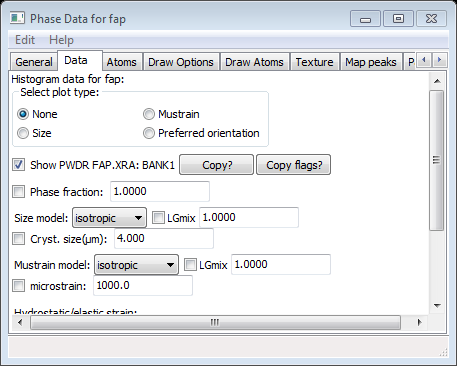 Phase Data for fap
Edit Help
General Data Atoms Draw Options Draw Atoms Texture Map peaks P
Histogram data for fap:
Select plot type:
None Mustrain
Size Preferred orientation
Show PWDR FAP.XRA: BANK1 Copy? Copy flags?
Phase fraction: 1.0000
Size model: isotropic LGmix 1.0000
Cryst. size(μm): 4.000
Mustrain model: isotropic LGmix 1.0000
microstrain: 1000.0
Hydrostatic/elastic strain: